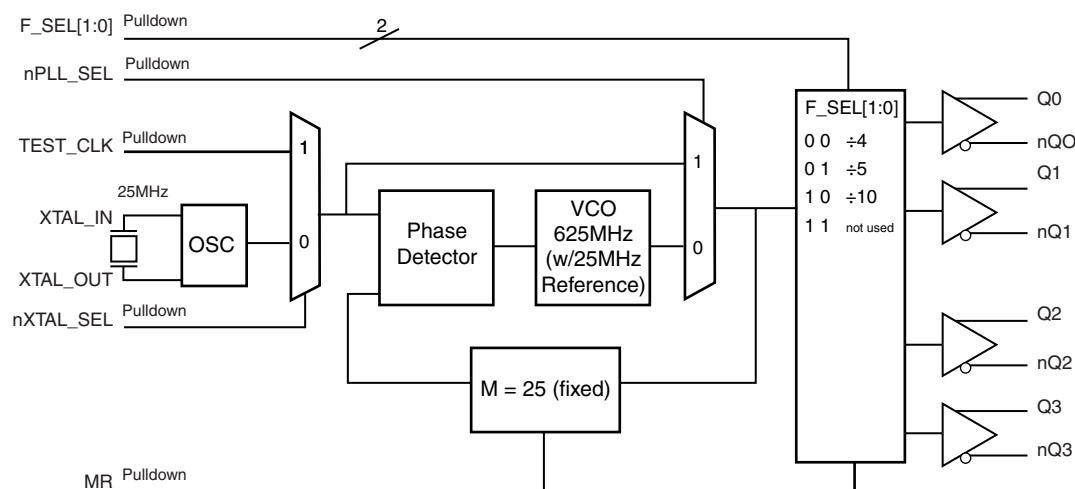 F_SEL[1:0] Pulldown
2
nPLL_SEL Pulldown
TEST_CLK Pulldown
25MHz
XTAL_IN
OSC
XTAL_OUT
nXTAL_SEL Pulldown
1
0
Phase
Detector
VCO
625MHz
(w/25MHz
Reference)
1
0
M = 25 (fixed)
MR Pulldown
F_SEL[1:0]
0 0 ÷4
0 1 ÷5
1 0 ÷10
1 1 not used
Q0
nQO
Q1
nQ1
Q2
nQ2
Q3
nQ3